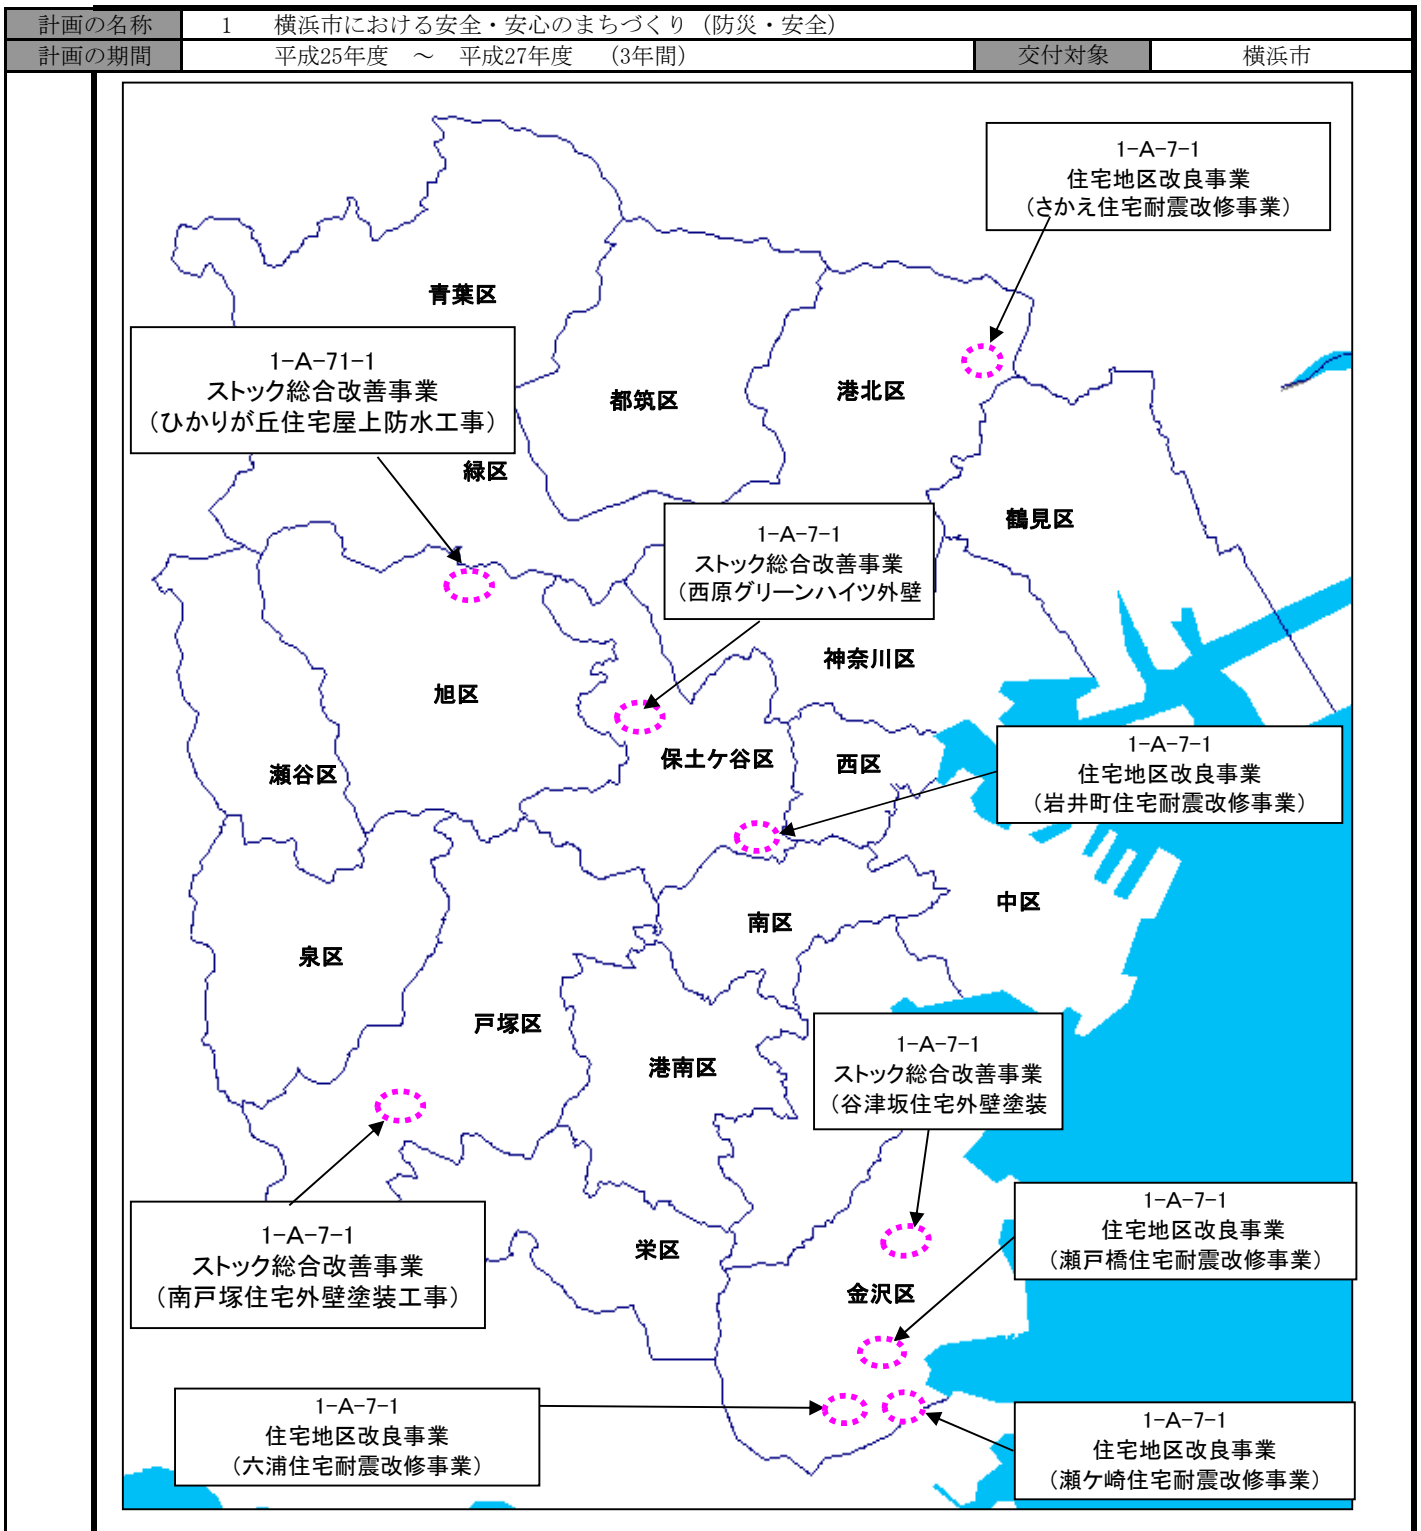 計画の名称 1 横浜市における安全・安心のまちづくり（防災・安全）
計画の期間 平成25年度 ～ 平成27年度 （3年間） 交付対象 横浜市
1-A-7-1
住宅地区改良事業
（さかえ住宅耐震改修事業）
青葉区
1-A-71-1
ストック総合改善事業
（ひかりが丘住宅屋上防水工事）
都筑区
港北区
緑区
鶴見区
1-A-7-1
ストック総合改善事業
（西原グリーンハイツ外壁
神奈川区
旭区
保土ケ谷区
西区
瀬谷区
1-A-7-1
住宅地区改良事業
（岩井町住宅耐震改修事業）
中区
南区
泉区
戸塚区
港南区
1-A-7-1
ストック総合改善事業
（谷津坂住宅外壁塗装
1-A-7-1
住宅地区改良事業
（瀬戸橋住宅耐震改修事業）
1-A-7-1
ストック総合改善事業
（南戸塚住宅外壁塗装工事）
栄区
金沢区
1-A-7-1
住宅地区改良事業
（六浦住宅耐震改修事業）
1-A-7-1
住宅地区改良事業
（瀬ケ崎住宅耐震改修事業）